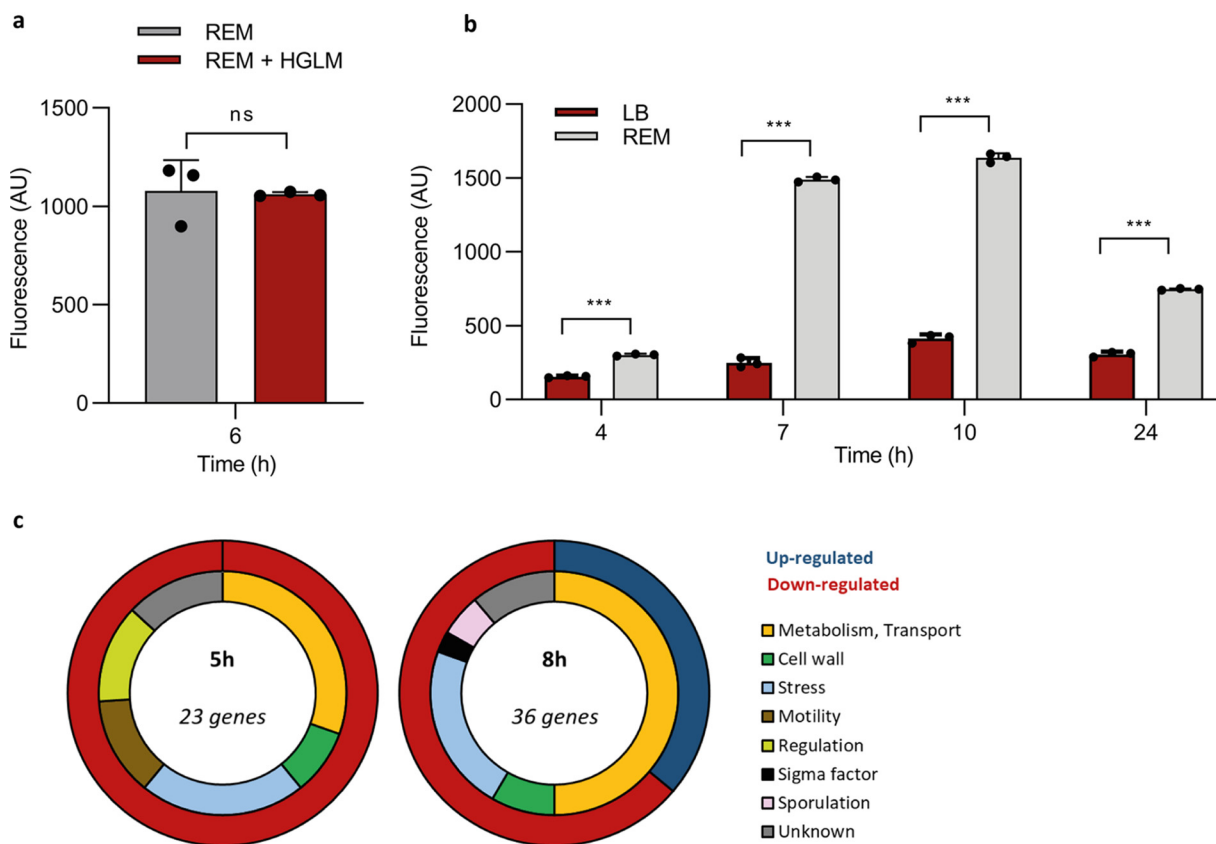 a
REM
REM + HGLM
1500
1000
500
0
Fluorescence (AU)
ns
6
Time (h)
b
LB
REM
2000
1500
1000
500
0
Fluorescence (AU)
***
***
***
***
4
7
10
24
Time (h)
c
5h
23 genes
8h
36 genes
Up-regulated
Down-regulated
Metabolism, Transport
Cell wall
Stress
Motility
Regulation
Sigma factor
Sporulation
Unknown